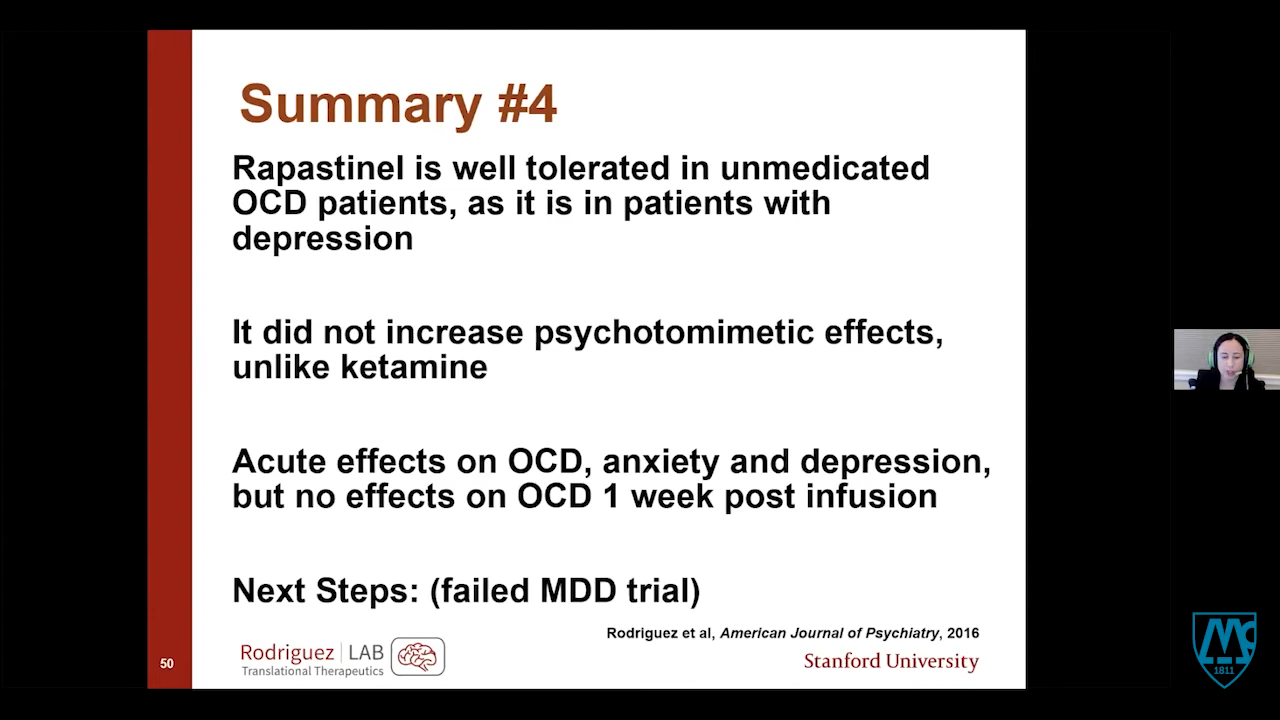 Summary #4
Rapastinel is well tolerated in unmedicated
OCD patients, as it is in patients with
depression
It did not increase psychotomimetic effects,
unlike ketamine
Acute effects on OCD, anxiety and depression,
but no effects on OCD 1 week post infusion
Next Steps: (failed MDD trial)
Rodriguez et al, American Journal of Psychiatry, 2016
Rodriguez | LAB
Translational Therapeutics
Stanford University
50
1811